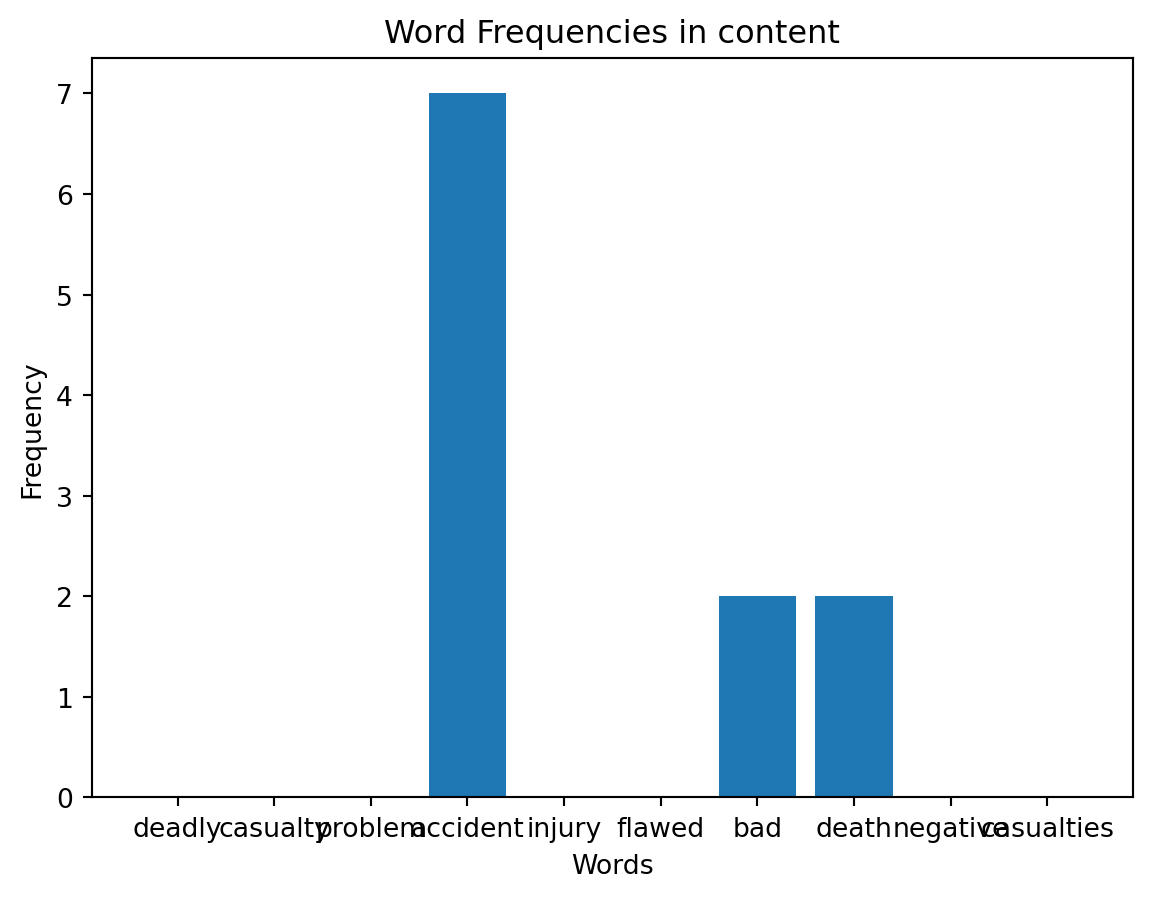 Word Frequencies in content
7
6
5
4
3
2
1
0
Frequency
deadly casualty problem accident injury flawed bad death negative casualties
Words